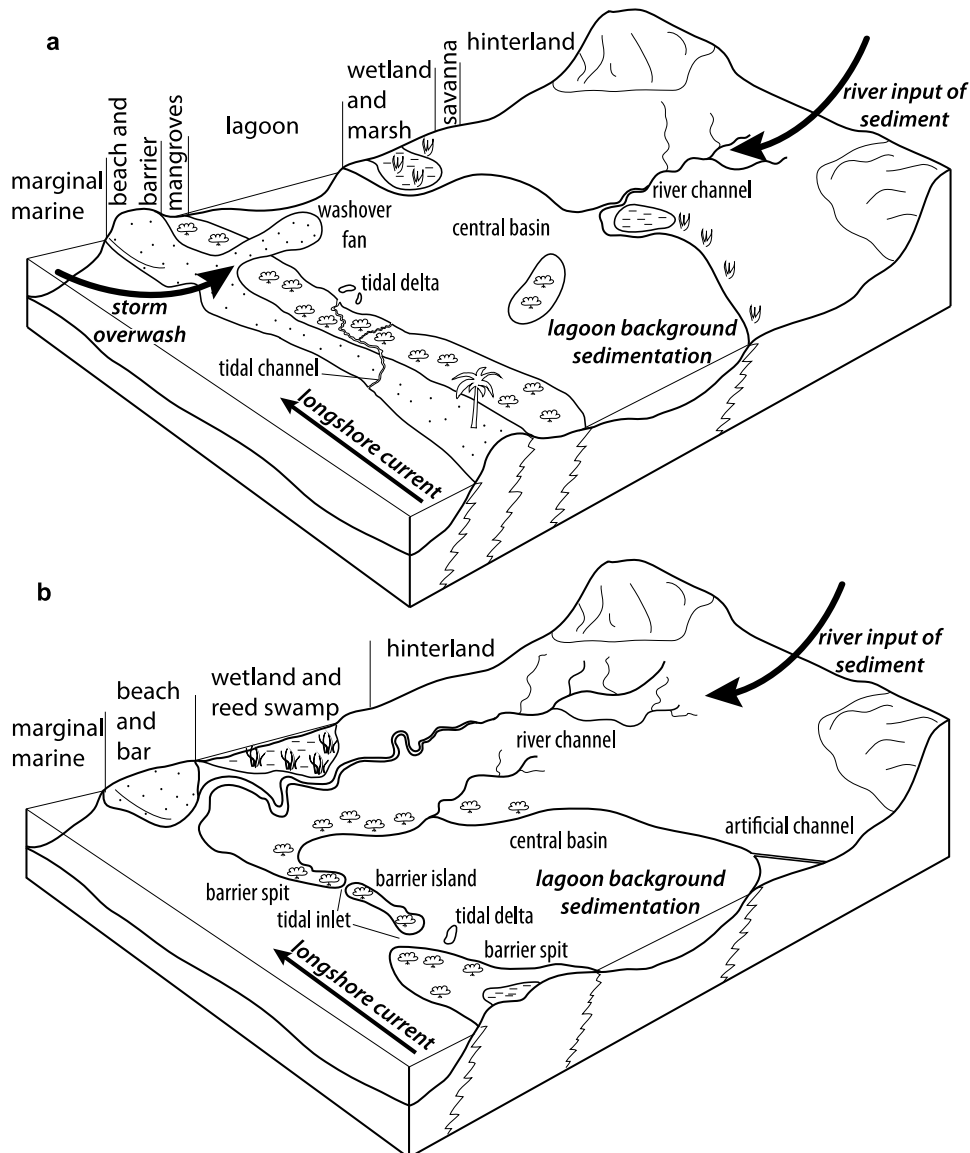 a
hinterland
savanna
wetland
and
marsh
lagoon
mangroves
beach and
barrier
marginal
marine
river input of
sediment
river channel
washover
fan
central basin
tidal delta
storm
overwash
lagoon background
sedimentation
tidal channel
longshore current
b
hinterland
wetland and
reed swamp
beach
and
bar
marginal
marine
river input of
sediment
river channel
artificial channel
central basin
barrier spit
barrier island
lagoon background
sedimentation
tidal inlet
tidal delta
barrier spit
longshore current